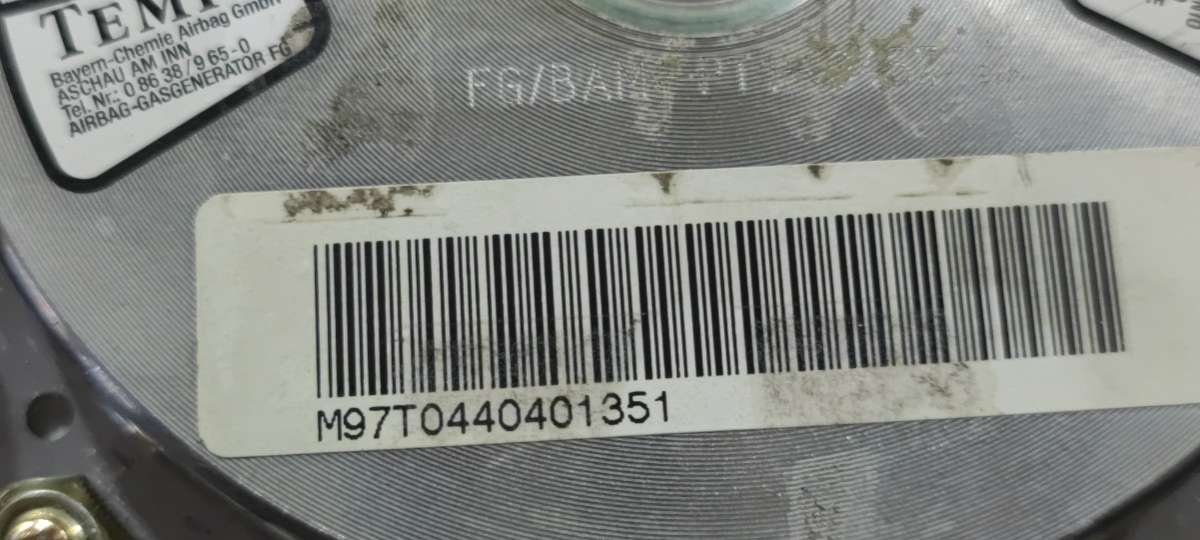 Bayern-Chemie Airbag GmbH
ASCHAU AM INN
Tel. Nr.: 0 86 38 / 9 65 - 0
AIRBAG-GASGENERATOR FG
M97T0440401351